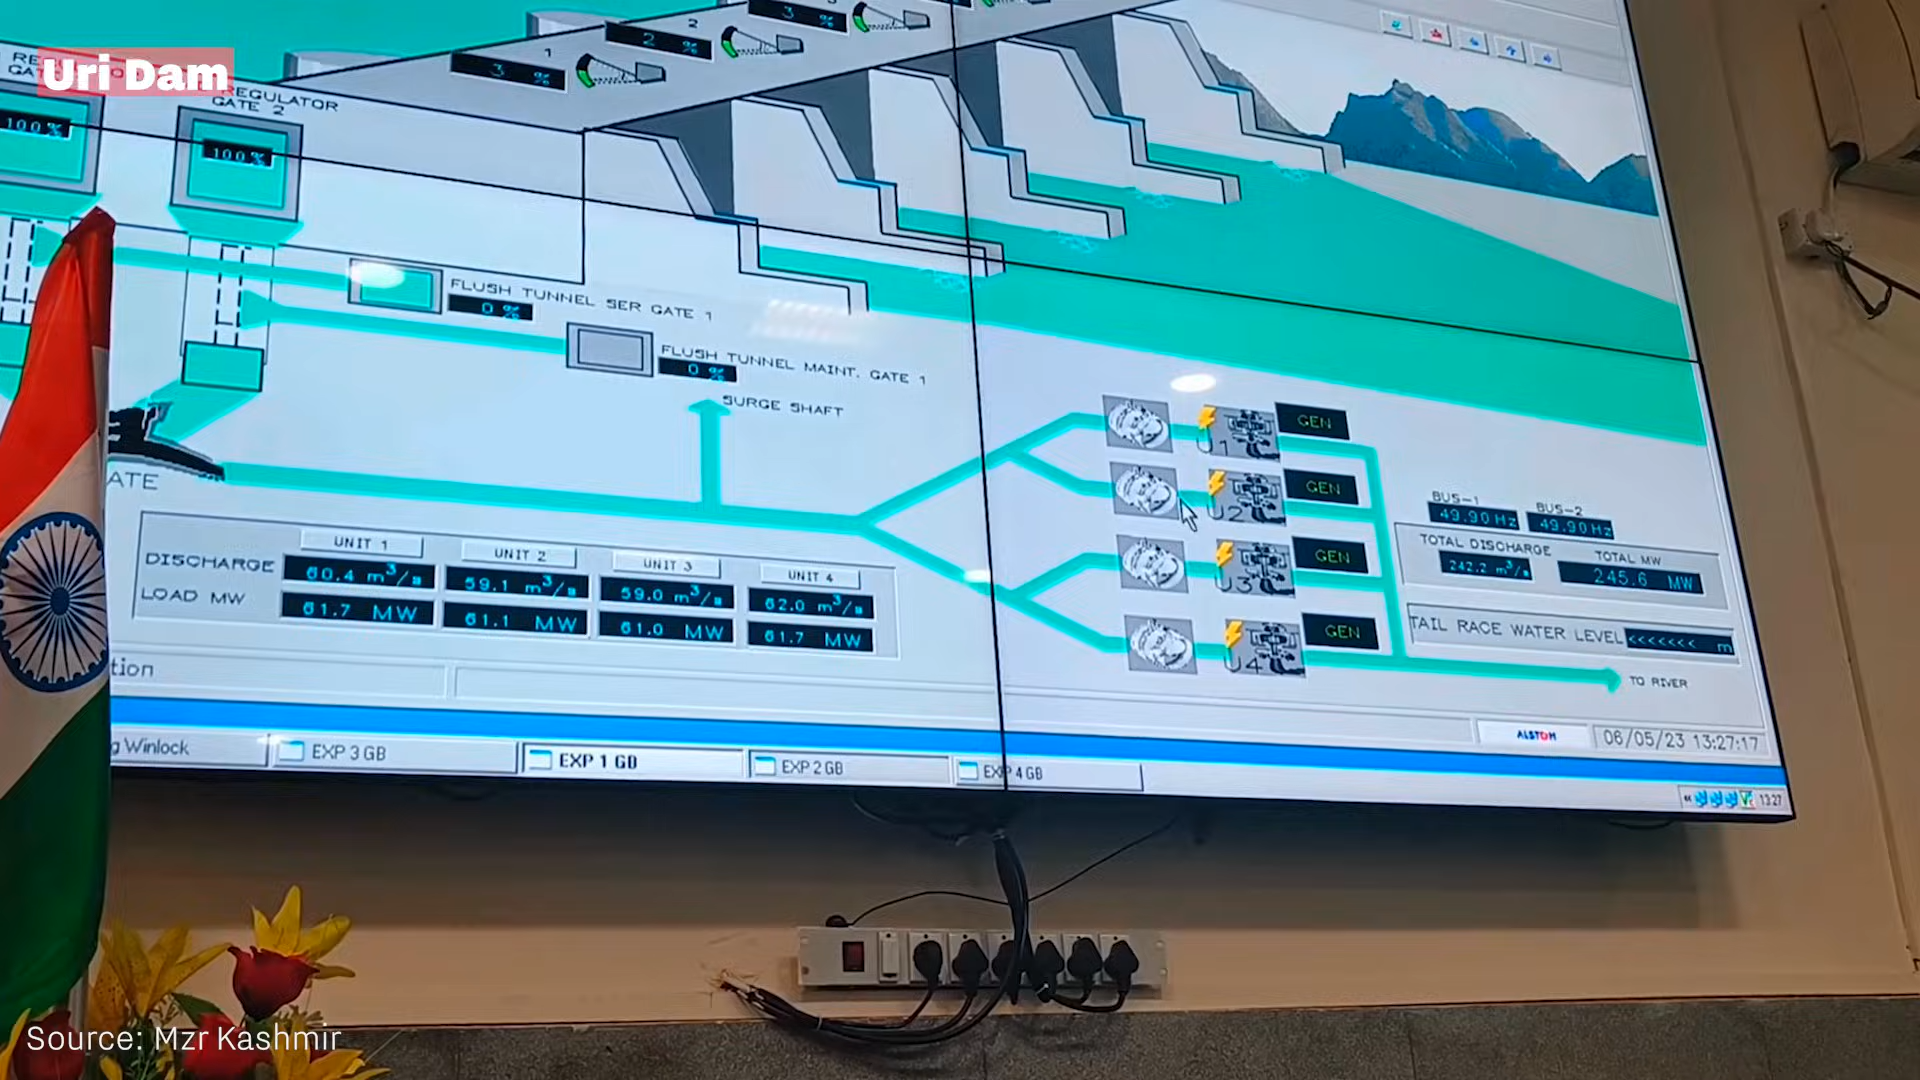 Uri Dam
3 %
1
2 %
2
3 %
100 %
REGULATOR
GATE 2
100 %
FLUSH TUNNEL SER GATE 1
0 %
FLUSH TUNNEL MAINT. GATE 1
0 %
SURGE SHAFT
ATE
UNIT 1 UNIT 2 UNIT 3 UNIT 4
DISCHARGE 60.4 m³/s 59.1 m³/s 59.0 m³/s 62.0 m³/s
LOAD MW 61.7 MW 61.1 MW 61.0 MW 61.7 MW
U1 GEN
U2 GEN
U3 GEN
U4 GEN
BUS-1 BUS-2
49.90 Hz 49.90 Hz
TOTAL DISCHARGE TOTAL MW
242.2 m³/s 245.6 MW
TAIL RACE WATER LEVEL <<<<<<< m
TO RIVER
tion
ALSTOM 06/05/23 13:27:17
g Winlock EXP 3 GB EXP 1 GB EXP 2 GB EXP 4 GB
« 13:27
Source: Mzr Kashmir